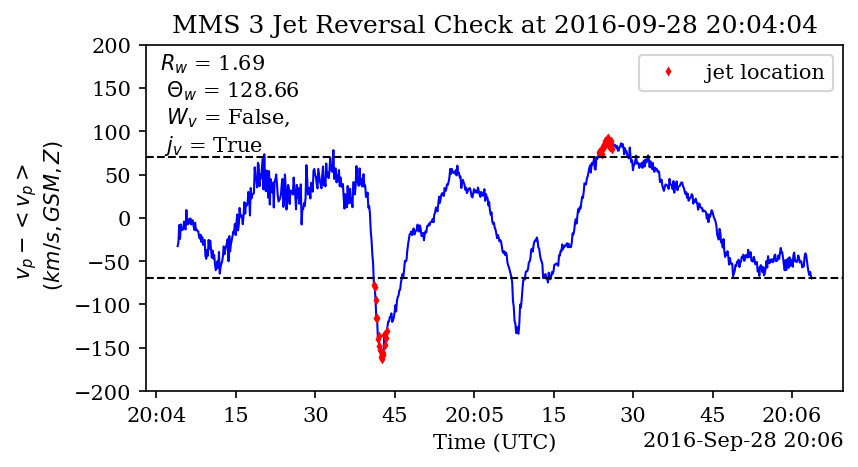 MMS 3 Jet Reversal Check at 2016-09-28 20:04:04
R_w = 1.69
Θ_w = 128.66
W_v = False,
j_v = True
jet location
v_p − < v_p >
(km/s, GSM, Z)
200
150
100
50
0
−50
−100
−150
−200
20:04 15 30 45 20:05 15 30 45 20:06
Time (UTC)
2016-Sep-28 20:06